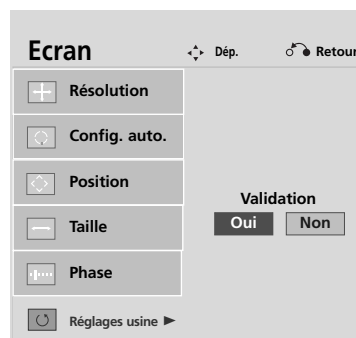 Ecran Dép. Retour
Résolution
Config. auto.
Position
Taille
Phase
Réglages usine ►
Validation
Oui Non